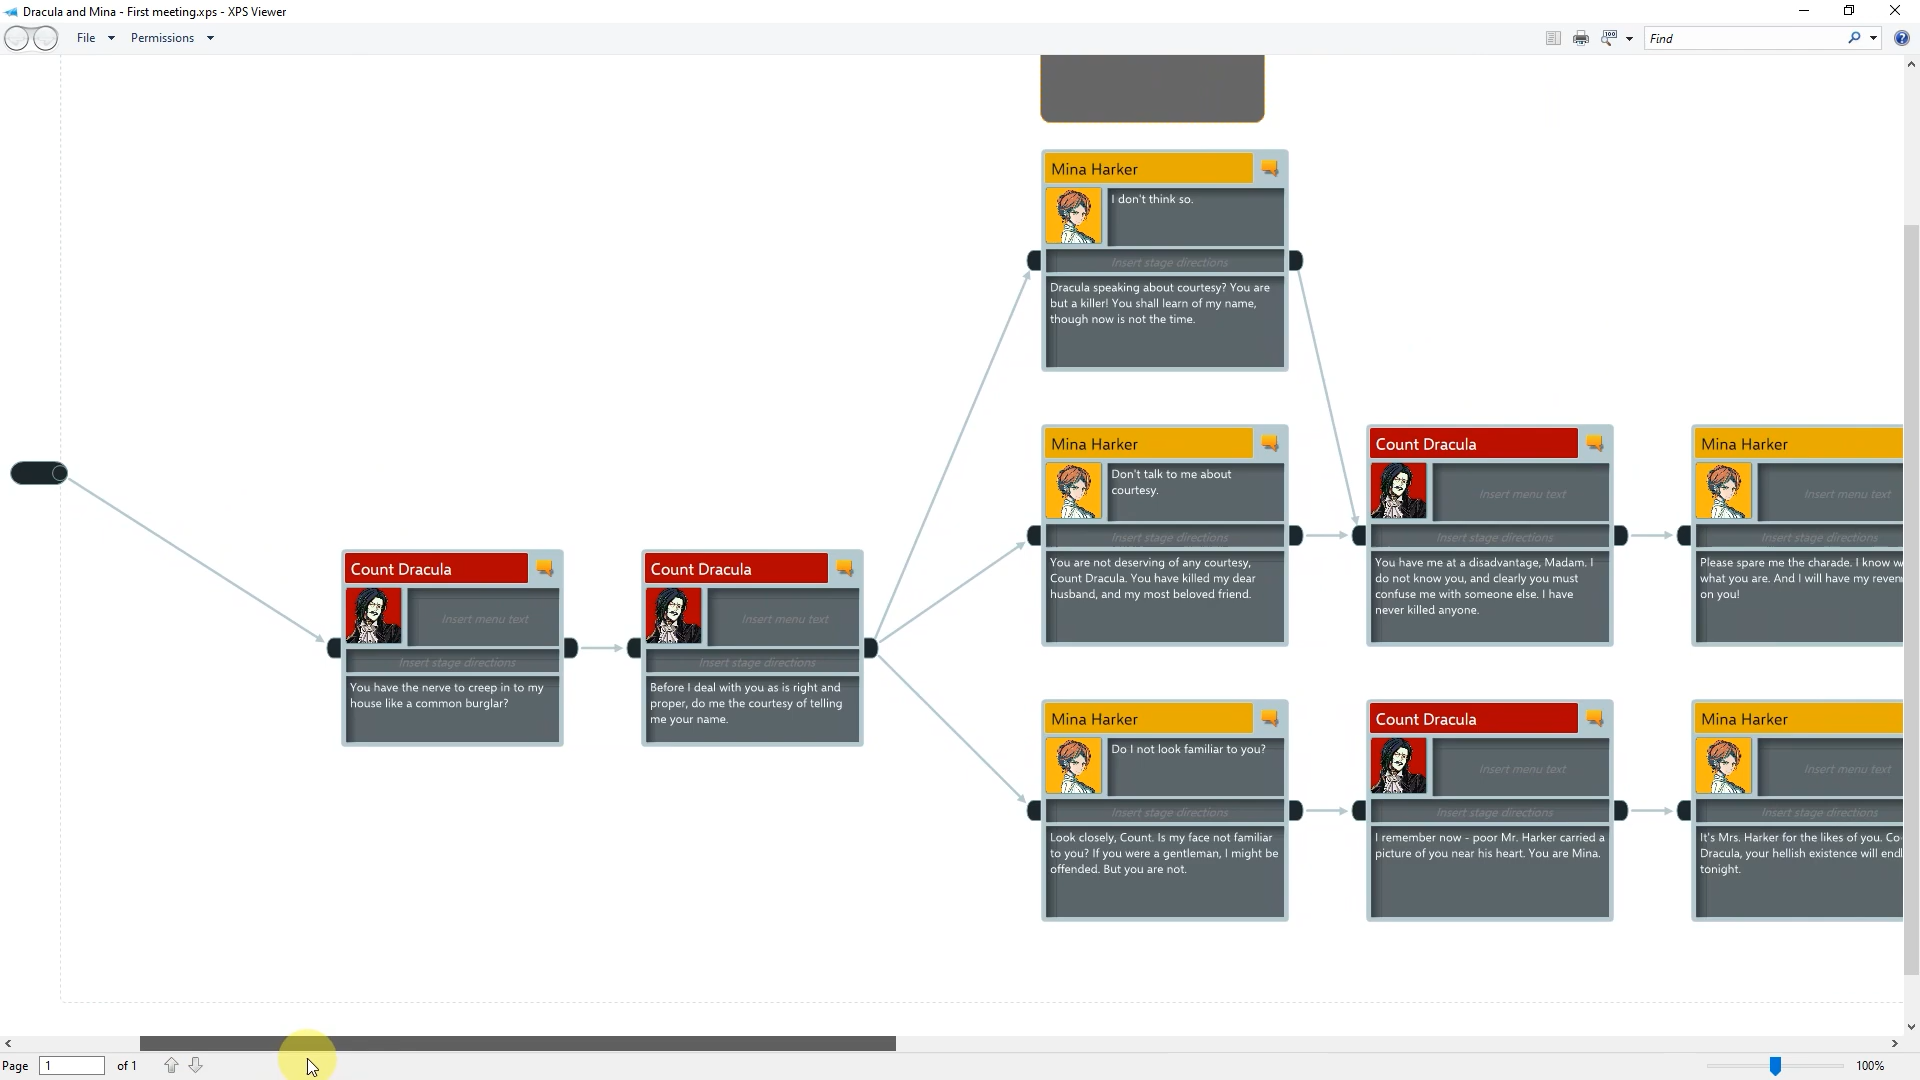 Dracula and Mina - First meeting.xps - XPS Viewer
File
Permissions
Find
Mina Harker
I don't think so.
Insert stage directions
Dracula speaking about courtesy? You are
but a killer! You shall learn of my name,
though now is not the time.
Mina Harker
Don't talk to me about
courtesy.
Insert stage directions
You are not deserving of any courtesy,
Count Dracula. You have killed my dear
husband, and my most beloved friend.
Count Dracula
Insert menu text
Insert stage directions
You have me at a disadvantage, Madam. I
do not know you, and clearly you must
confuse me with someone else. I have
never killed anyone.
Mina Harker
Insert menu text
Insert stage directions
Please spare me the charade. I know
what you are. And I will have my
on you!
Count Dracula
Insert menu text
Insert stage directions
You have the nerve to creep in to my
house like a common burglar?
Count Dracula
Insert menu text
Insert stage directions
Before I deal with you as is right and
proper, do me the courtesy of telling
me your name.
Mina Harker
Do I not look familiar to you?
Insert stage directions
Look closely, Count. Is my face not familiar
to you? If you were a gentleman, I might be
offended. But you are not.
Count Dracula
Insert menu text
Insert stage directions
I remember now - poor Mr. Harker carried a
picture of you near his heart. You are Mina.
Mina Harker
Insert menu text
Insert stage directions
It's Mrs. Harker for the likes of you.
Dracula, your hellish existence will end
tonight.
Page 1 of 1
100%